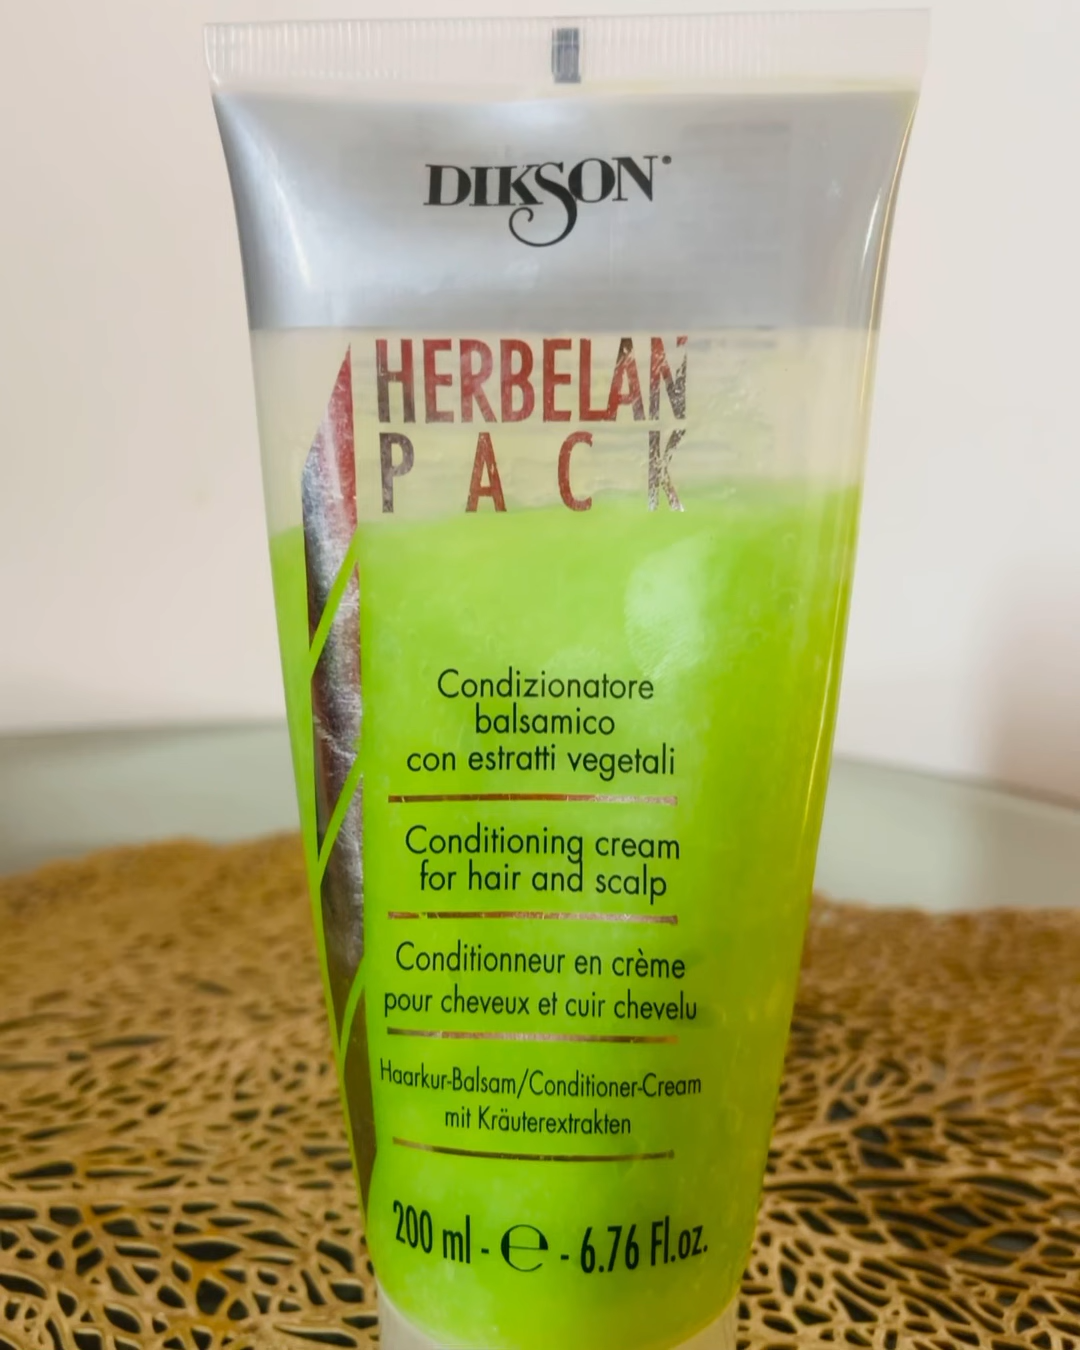 DIKSON
HERBELAN
PACK
Condizionatore
balsamico
con estratti vegetali
Conditioning cream
for hair and scalp
Conditionneur en crème
pour cheveux et cuir chevelu
Haarkur-Balsam/Conditioner-Cream
mit Kräuterextrakten
200 ml - ℮ - 6.76 Fl.oz.